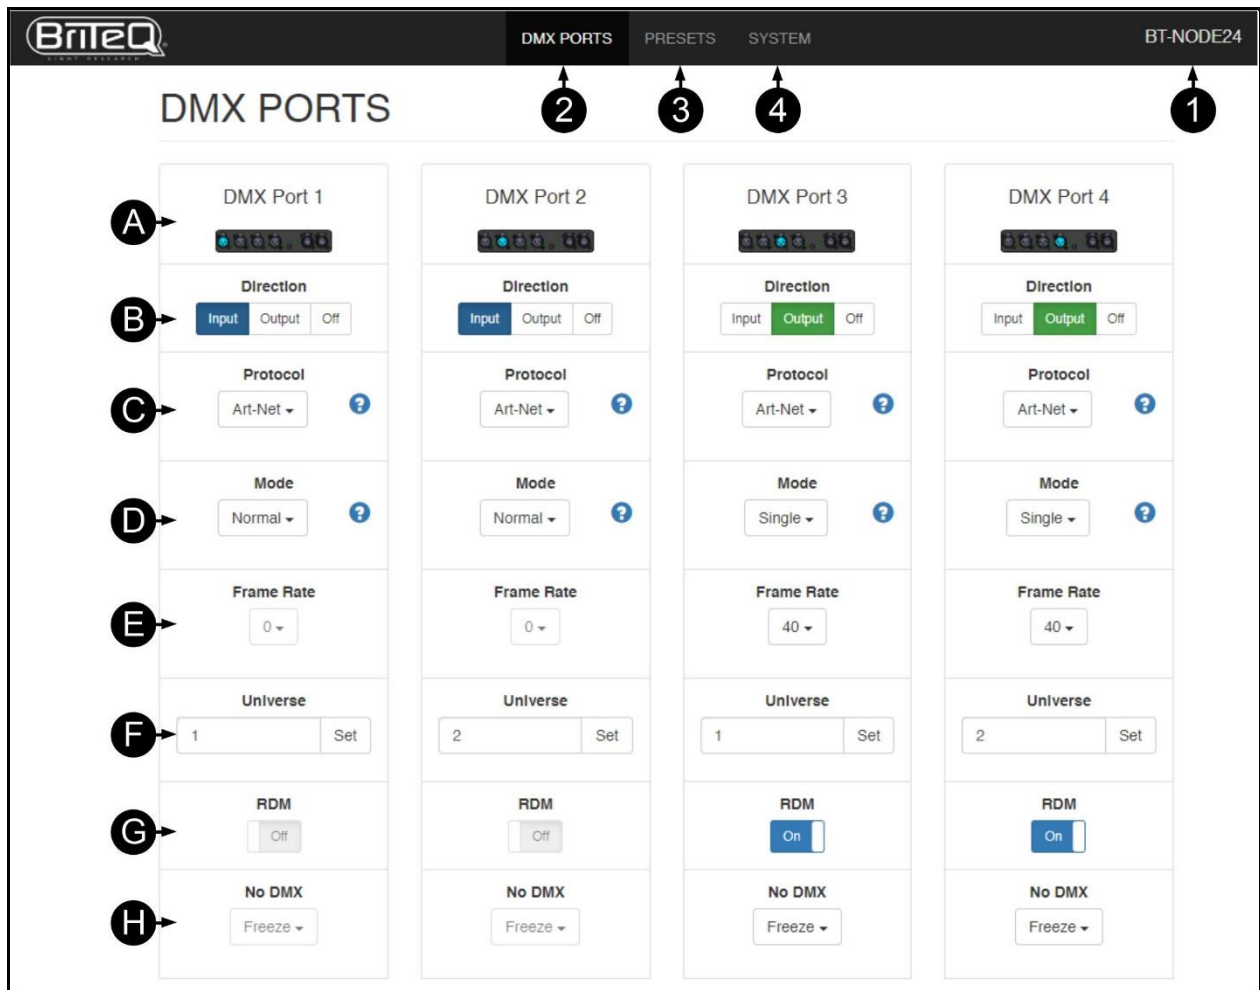 BRITEQ
LIGHT RESEARCH
DMX PORTS PRESETS SYSTEM BT-NODE24
2 3 4 1
DMX PORTS
A DMX Port 1 DMX Port 2 DMX Port 3 DMX Port 4
Direction Direction Direction Direction
B Input Output Off Input Output Off Input Output Off Input Output Off
Protocol Protocol Protocol Protocol
C Art-Net ? Art-Net ? Art-Net ? Art-Net ?
Mode Mode Mode Mode
D Normal ? Normal ? Single ? Single ?
Frame Rate Frame Rate Frame Rate Frame Rate
E 0 0 40 40
Universe Universe Universe Universe
F 1 Set 2 Set 1 Set 2 Set
RDM RDM RDM RDM
G Off Off On On
No DMX No DMX No DMX No DMX
H Freeze Freeze Freeze Freeze